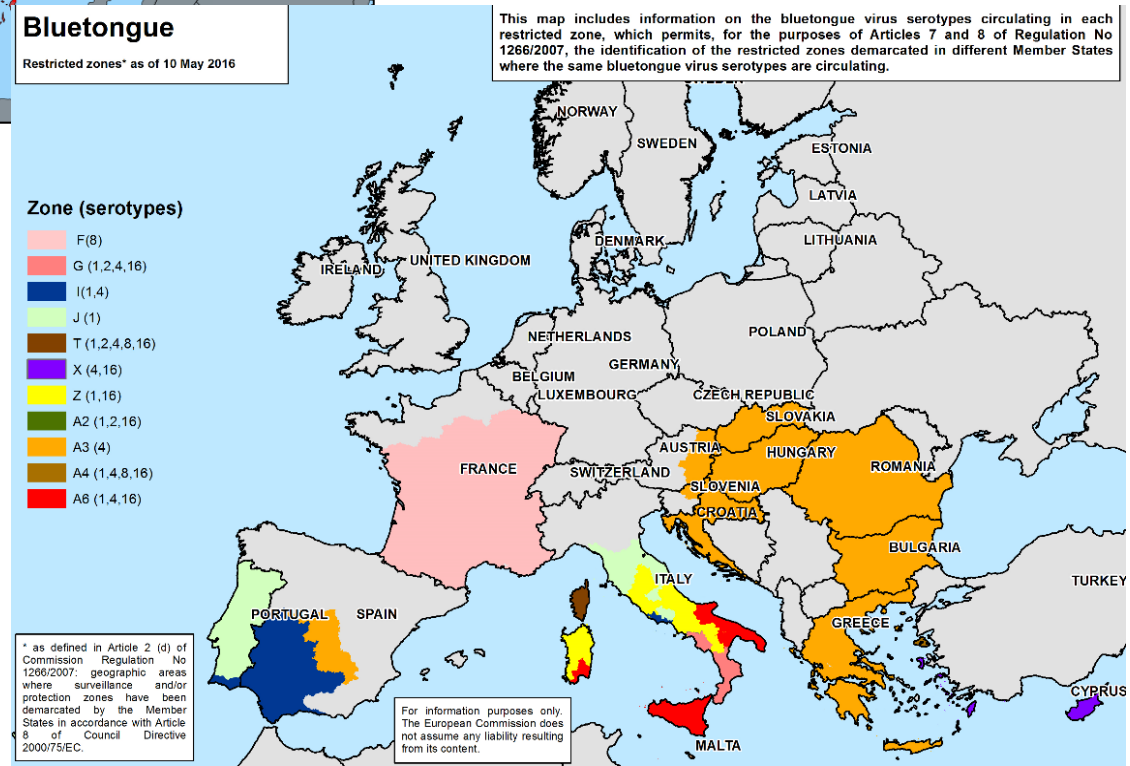 Bluetongue
Restricted zones* as of 10 May 2016
This map includes information on the bluetongue virus serotypes circulating in each
restricted zone, which permits, for the purposes of Articles 7 and 8 of Regulation No
1266/2007, the identification of the restricted zones demarcated in different Member States
where the same bluetongue virus serotypes are circulating.
NORWAY
SWEDEN
ESTONIA
LATVIA
LITHUANIA
DENMARK
IRELAND
UNITED KINGDOM
Zone (serotypes)
F(8)
G (1,2,4,16)
I(1,4)
J (1)
T (1,2,4,8,16)
X (4,16)
Z (1,16)
A2 (1,2,16)
A3 (4)
A4 (1,4,8,16)
A6 (1,4,16)
NETHERLANDS
POLAND
GERMANY
BELGIUM
LUXEMBOURG
CZECH REPUBLIC
SLOVAKIA
AUSTRIA
HUNGARY
FRANCE
SWITZERLAND
ROMANIA
SLOVENIA
CROATIA
BULGARIA
ITALY
TURKEY
PORTUGAL
SPAIN
GREECE
CYPRUS
MALTA
* as defined in Article 2 (d) of
Commission Regulation No
1266/2007: geographic areas
where surveillance and/or
protection zones have been
demarcated by the Member
States in accordance with Article
8 of Council Directive
2000/75/EC.
For information purposes only.
The European Commission does
not assume any liability resulting
from its content.